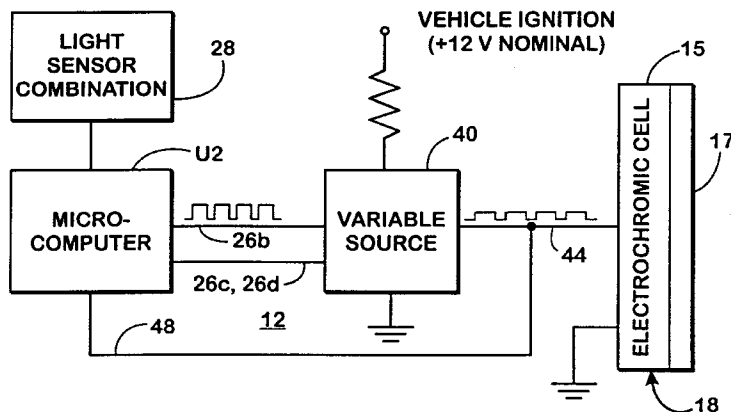 LIGHT
SENSOR
COMBINATION
28
VEHICLE IGNITION
(+12 V NOMINAL)
15
U2
40
17
MICRO-
COMPUTER
26b
VARIABLE
SOURCE
44
ELECTROCHROMIC CELL
26c, 26d
12
48
18